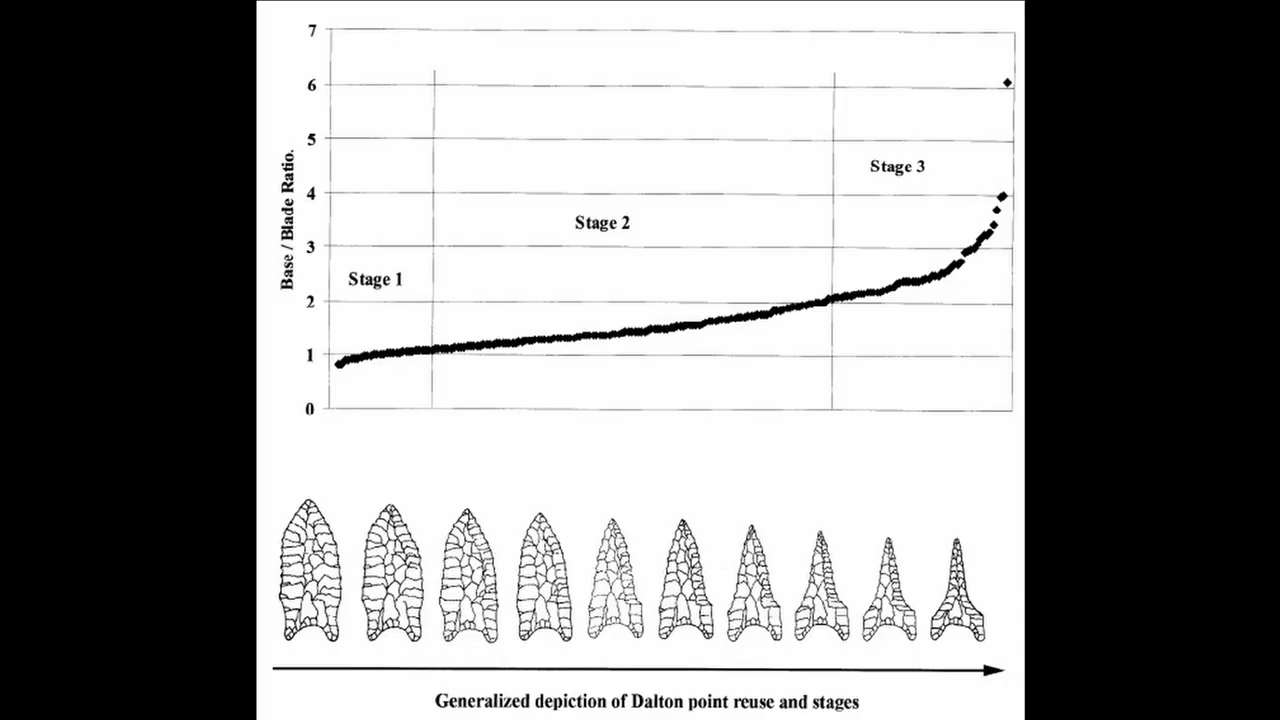 7
6
5
4
3
2
1
0
Base / Blade Ratio.
Stage 1
Stage 2
Stage 3
Generalized depiction of Dalton point reuse and stages